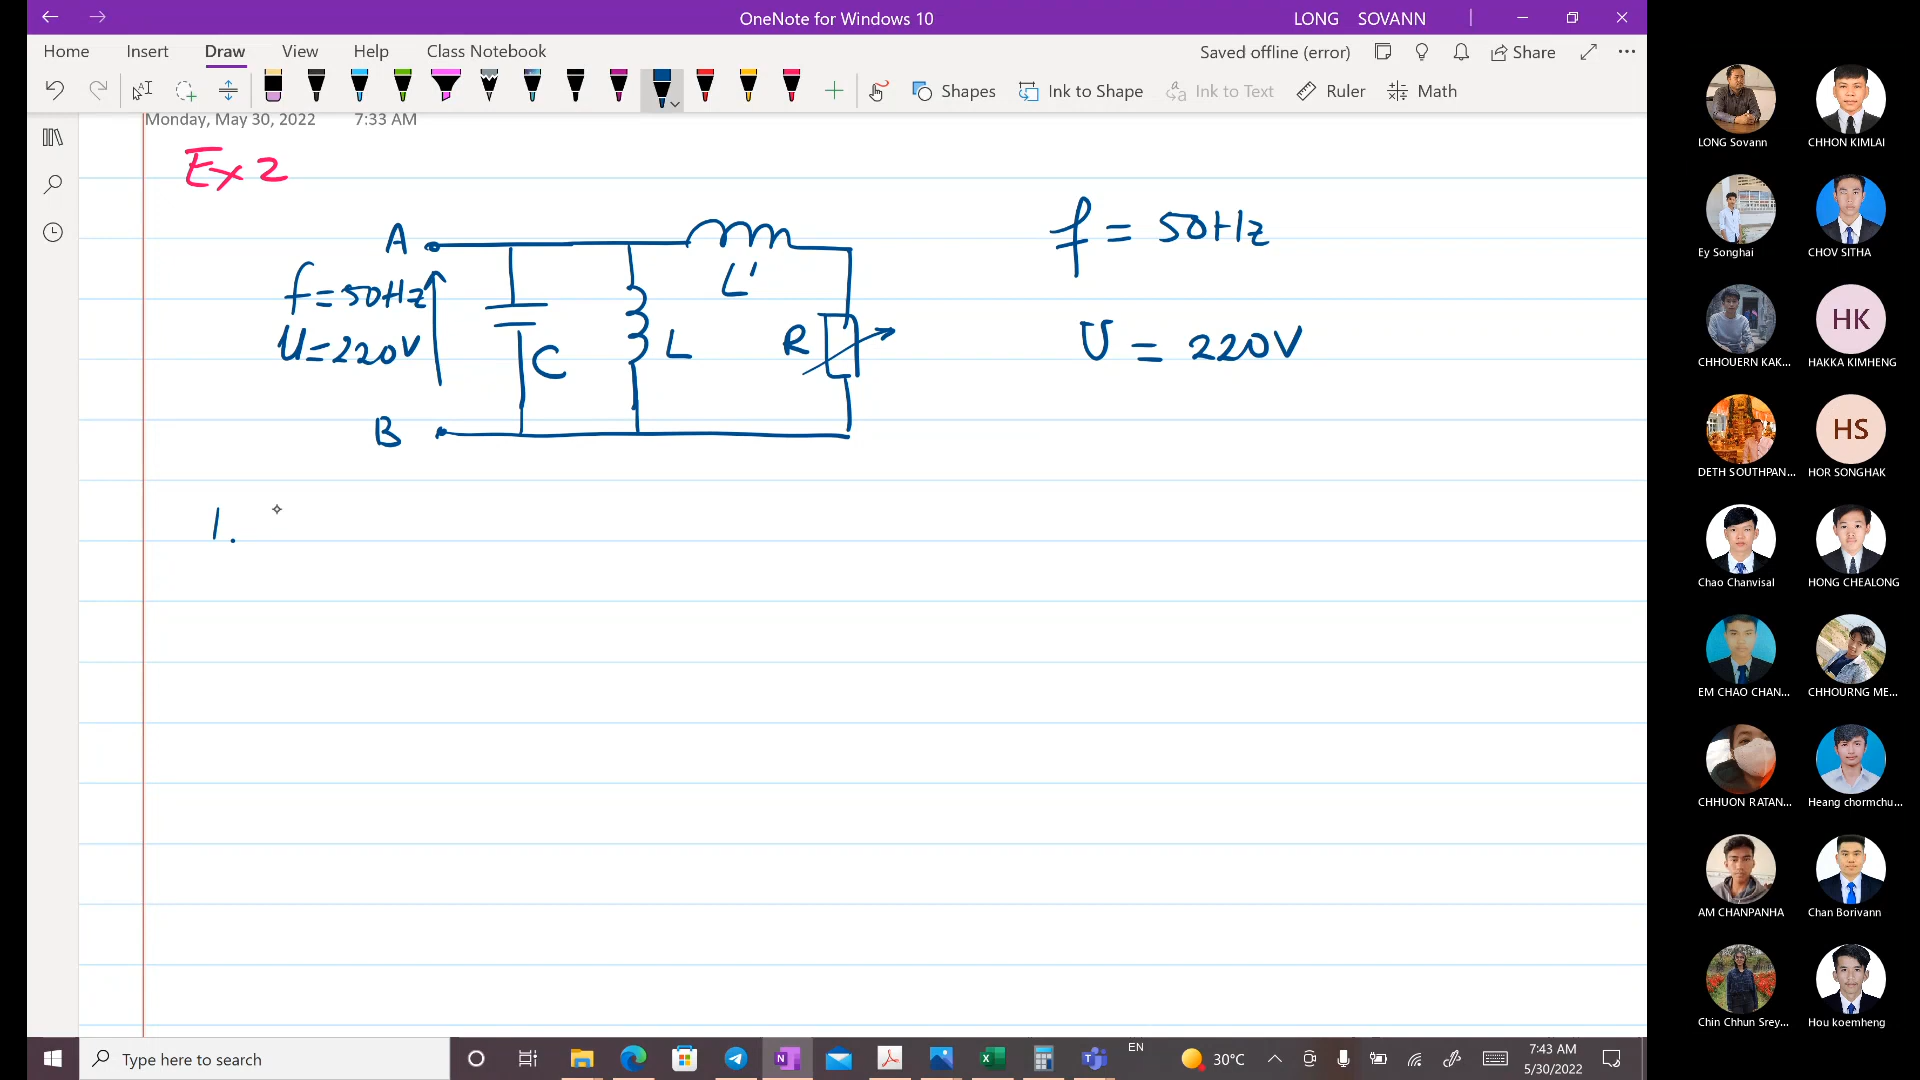 OneNote for Windows 10
LONG SOVANN
Home Insert Draw View Help Class Notebook
Saved offline (error) Share
Shapes Ink to Shape Ink to Text Ruler Math
Monday, May 30, 2022 7:33 AM
Ex 2
A
L'
f = 50Hz
U = 220V
C
L
R
B
f = 50Hz
U = 220V
1.
LONG Sovann
CHHON KIMLAI
Ey Songhai
CHOV SITHA
CHHOUERN KAK...
HK
HAKKA KIMHENG
DETH SOUTHPAN...
HS
HOR SONGHAK
Chao Chanvisal
HONG CHEALONG
EM CHAO CHAN...
CHHOURNG ME...
CHHUON RATAN...
Heang chormchu...
AM CHANPANHA
Chan Borivann
Chin Chhun Srey...
Hou koemheng
Type here to search
EN
30°C
7:43 AM
5/30/2022